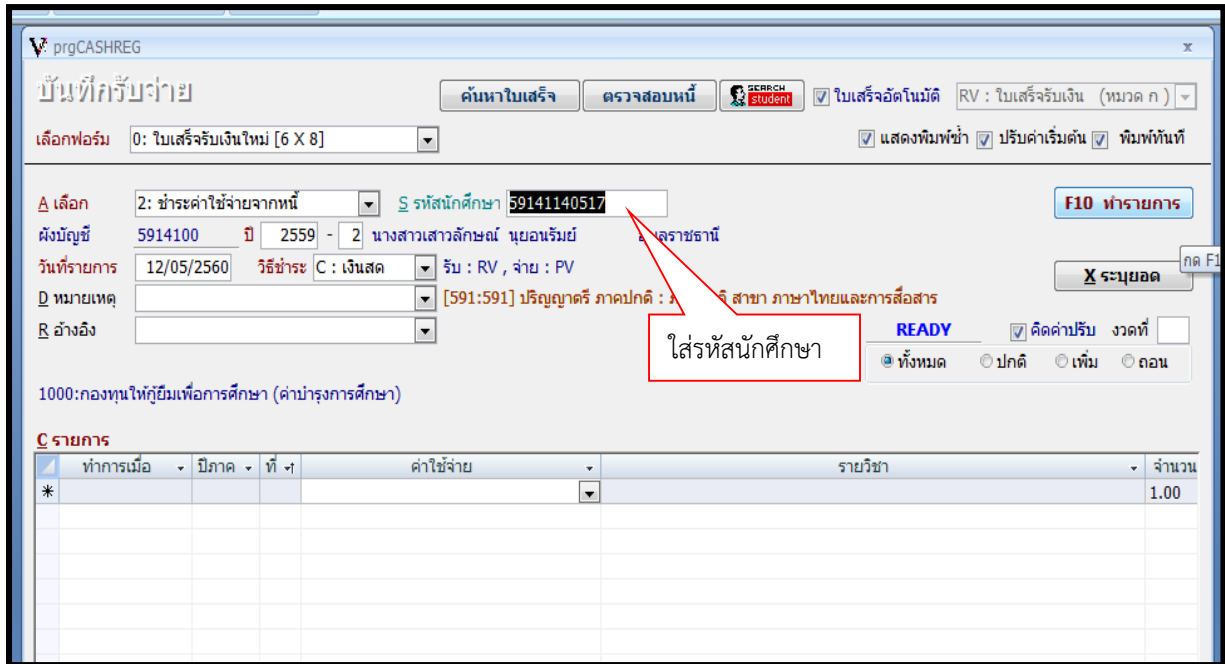 prgCASHREG x
บันทึกรับจ่าย ค้นหาใบเสร็จ ตรวจสอบหนี้ SEARCH student ใบเสร็จอัตโนมัติ RV : ใบเสร็จรับเงิน (หมวด ก )
เลือกฟอร์ม 0: ใบเสร็จรับเงินใหม่ [6 X 8] แสดงพิมพ์ซ้ำ ปรับค่าเริ่มต้น พิมพ์ทันที
A เลือก 2: ชำระค่าใช้จ่ายจากหนี้ S รหัสนักศึกษา 59141140517 F10 ทำรายการ
ผังบัญชี 5914100 ปี 2559 - 2 นางสาวเสาวลักษณ์ นุยอนรัมย์
วันที่รายการ 12/05/2560 วิธีชำระ C : เงินสด รับ : RV , จ่าย : PV X ระบุยอด กด F1
D หมายเหตุ [591:591] ปริญญาตรี ภาคปกติ : สาขา ภาษาไทยและการสื่อสาร
R อ้างอิง READY คิดค่าปรับ งวดที่
ใส่รหัสนักศึกษา
ทั้งหมด ปกติ เพิ่ม ถอน
1000:กองทุนให้กู้ยืมเพื่อการศึกษา (ค่าบำรุงการศึกษา)
C รายการ
ทำการเมื่อ ปีภาค ที่ ค่าใช้จ่าย รายวิชา จำนวน
* 1.00